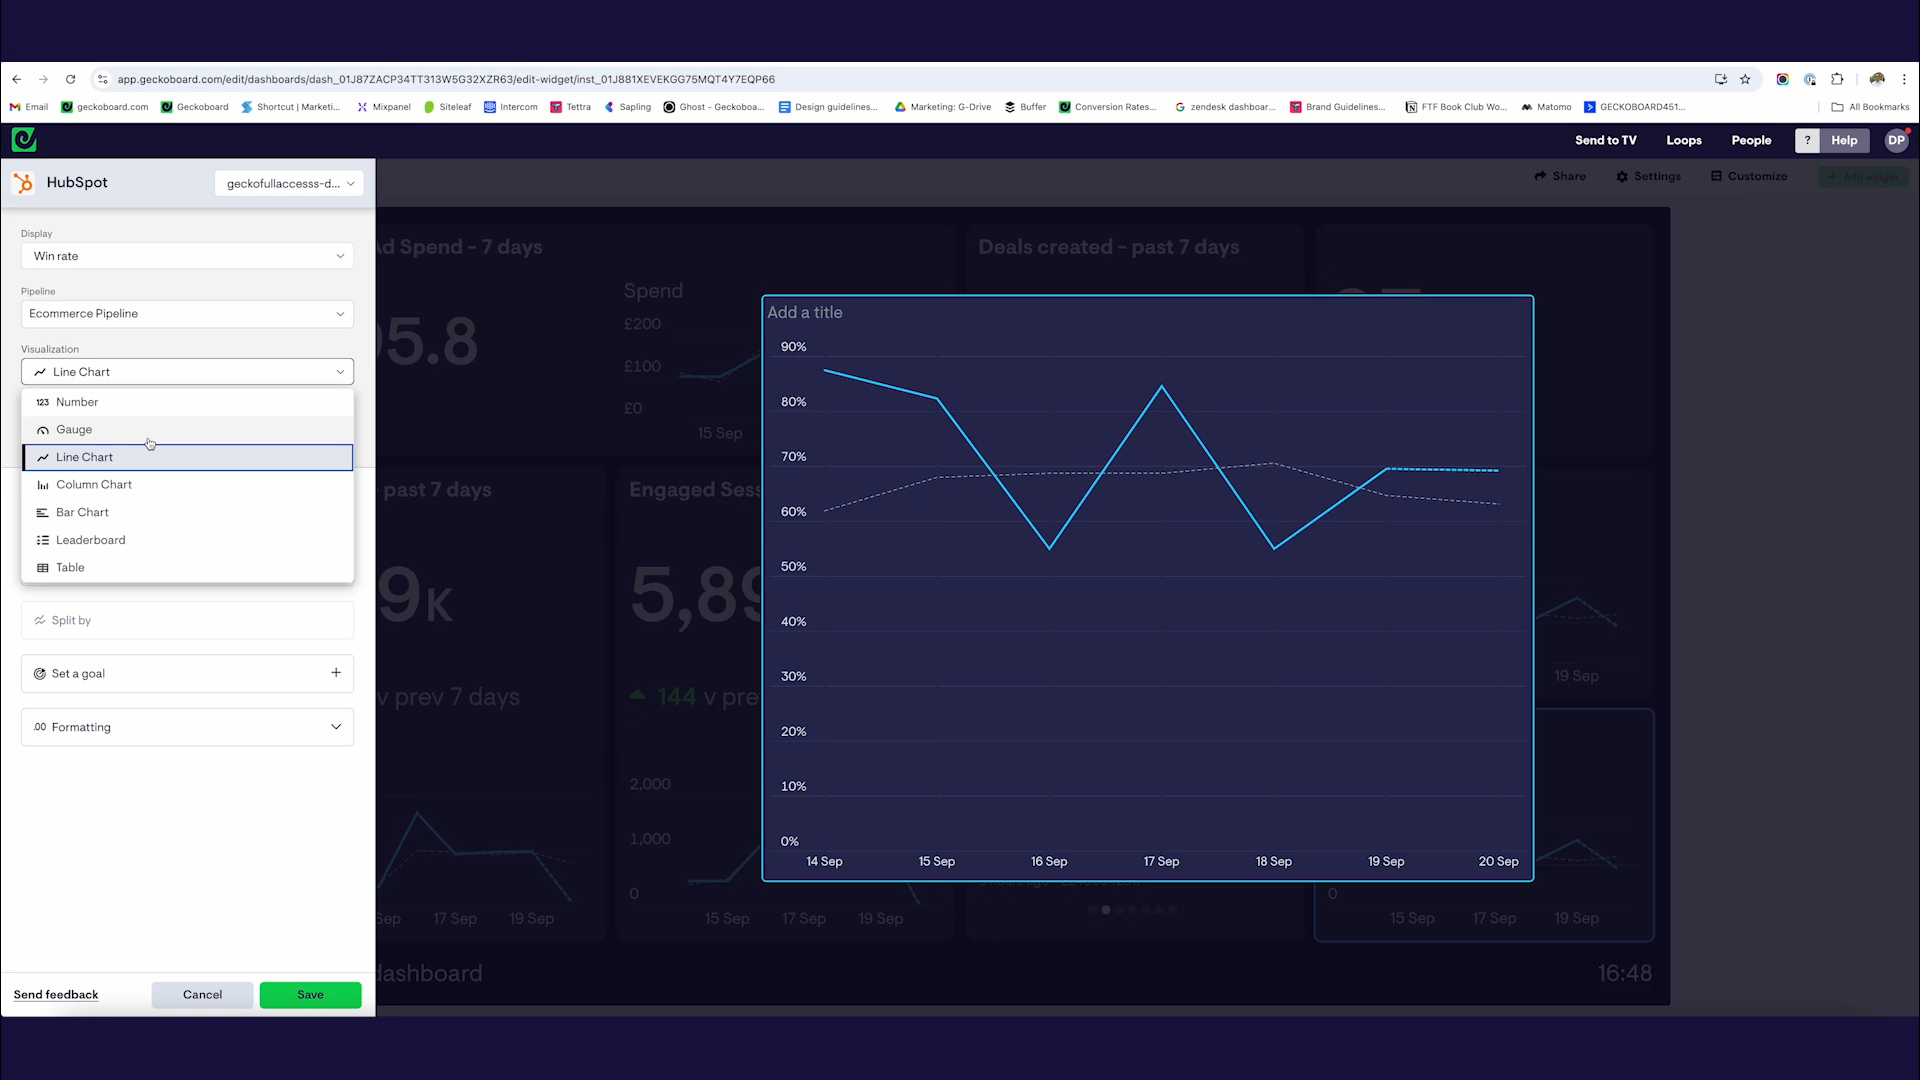 app.geckoboard.com/edit/dashboards/dash_01J87ZACP34TT313W5G32XZR63/edit-widget/inst_01J881XEVEKGG75MQT4Y7EQP66
Email geckoboard.com Geckoboard Shortcut | Marketi... Mixpanel Siteleaf Intercom Tettra Sapling Ghost - Geckoboa... Design guidelines... Marketing: G-Drive Buffer Conversion Rates... zendesk dashboar... Brand Guidelines... FTF Book Club Wo... Matomo GECKOBOARD451... All Bookmarks
Send to TV Loops People ? Help DP
HubSpot geckofullaccesss-d...
Share Settings Customize + Add widget
Display
Win rate
Pipeline
Ecommerce Pipeline
Visualization
Line Chart
123 Number
Gauge
Line Chart
Column Chart
Bar Chart
Leaderboard
Table
Split by
Set a goal
.00 Formatting
Send feedback Cancel Save
Ad Spend - 7 days
5.8
Spend
£200
£100
£0
15 Sep
Deals created - past 7 days
- past 7 days
9K
v prev 7 days
17 Sep 19 Sep
Engaged Ses
5,89
144 v pre
2,000
1,000
0
15 Sep 17 Sep 19 Sep
Add a title
90%
80%
70%
60%
50%
40%
30%
20%
10%
0%
14 Sep 15 Sep 16 Sep 17 Sep 18 Sep 19 Sep 20 Sep
19 Sep
0
15 Sep 17 Sep 19 Sep
dashboard
16:48